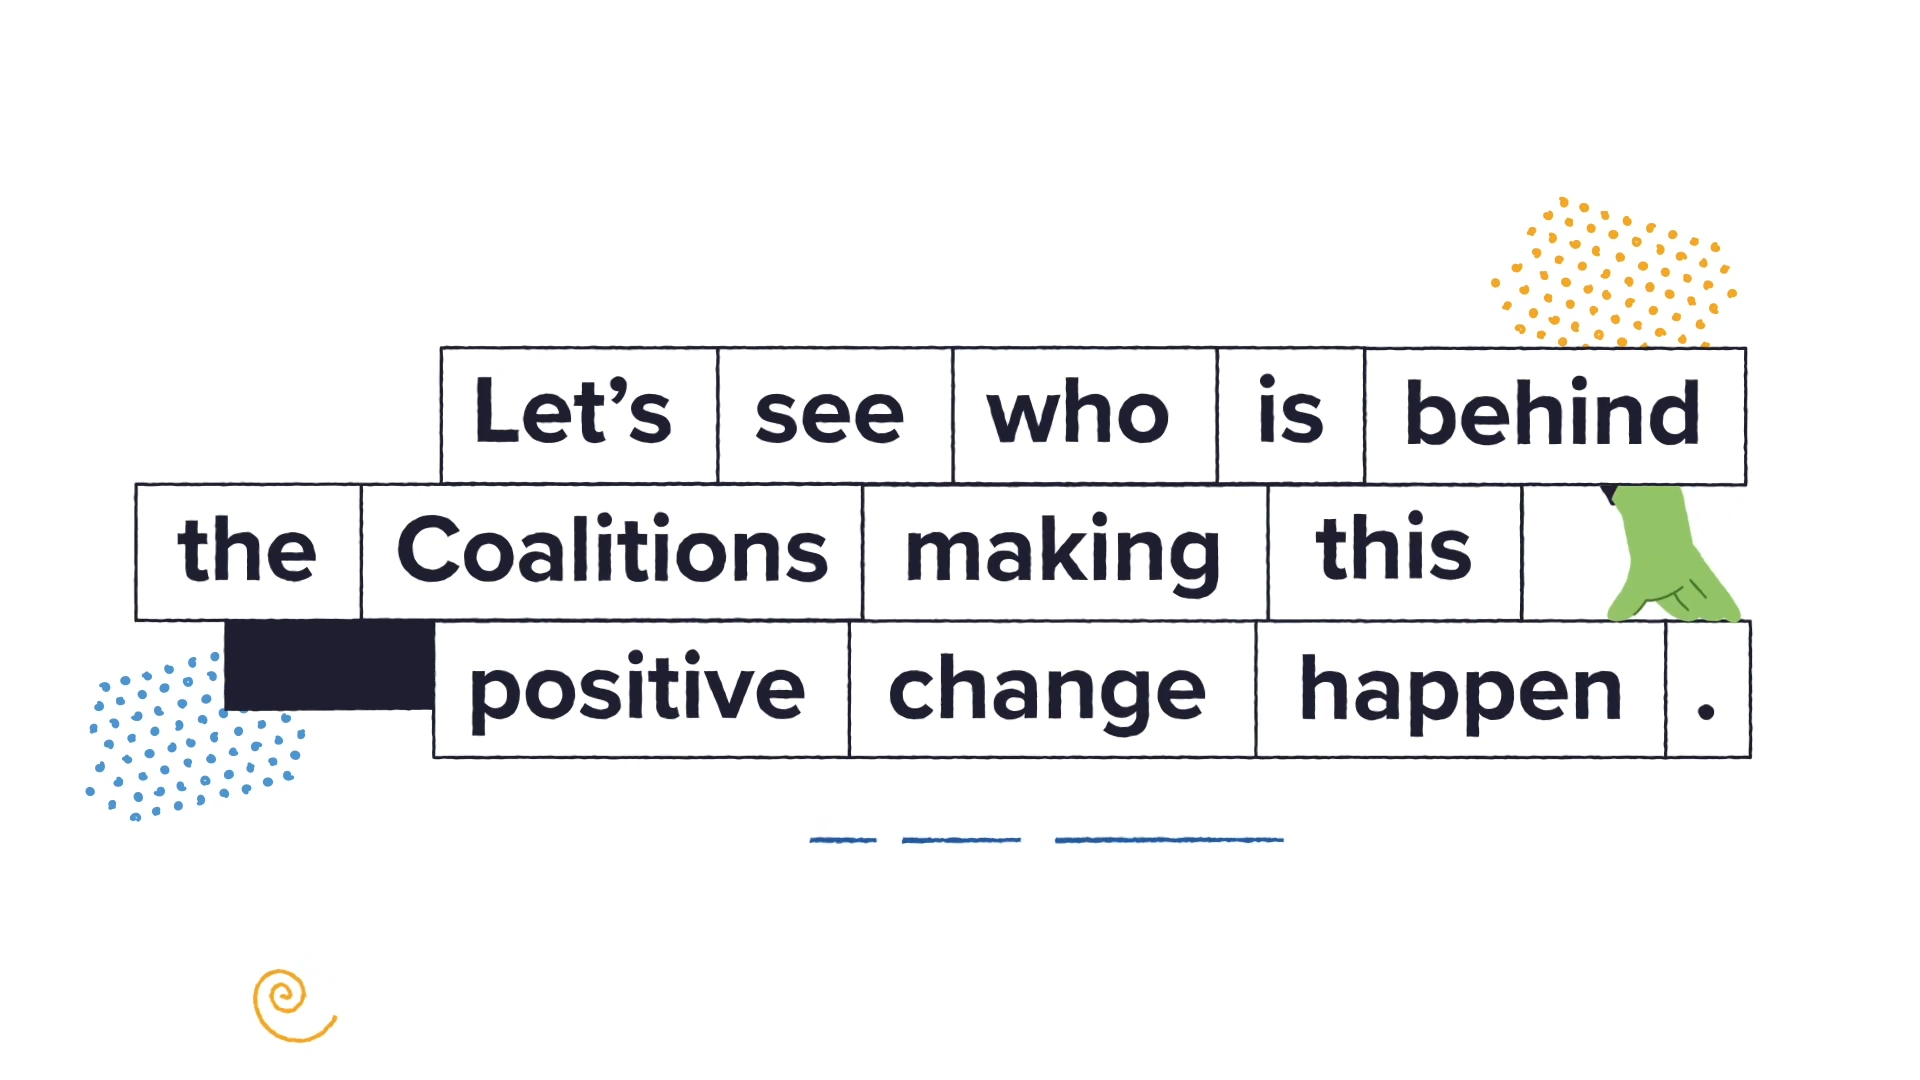 Let’s see who is behind
the Coalitions making this
positive change happen .